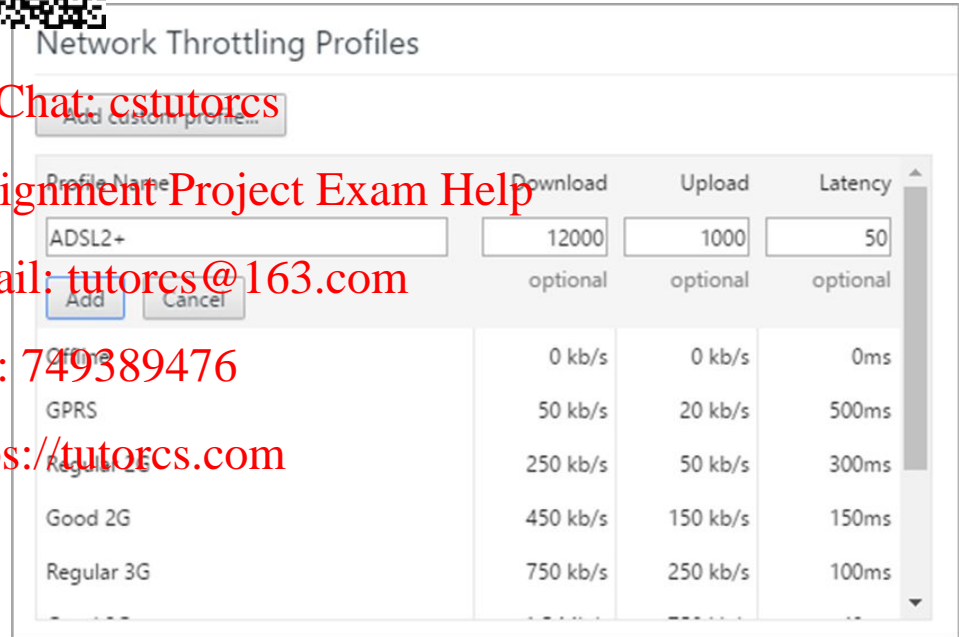 Network Throttling Profiles
Chat: cstutorcs
Add custom profile...
Profile Name Download Upload Latency
ignment Project Exam Help
ADSL2+ 12000 1000 50
optional optional optional
ail: tutorcs@163.com
Add Cancel
Offline 0 kb/s 0 kb/s 0ms
: 749389476
GPRS 50 kb/s 20 kb/s 500ms
s://tutorcs.com
Regular 2G 250 kb/s 50 kb/s 300ms
Good 2G 450 kb/s 150 kb/s 150ms
Regular 3G 750 kb/s 250 kb/s 100ms